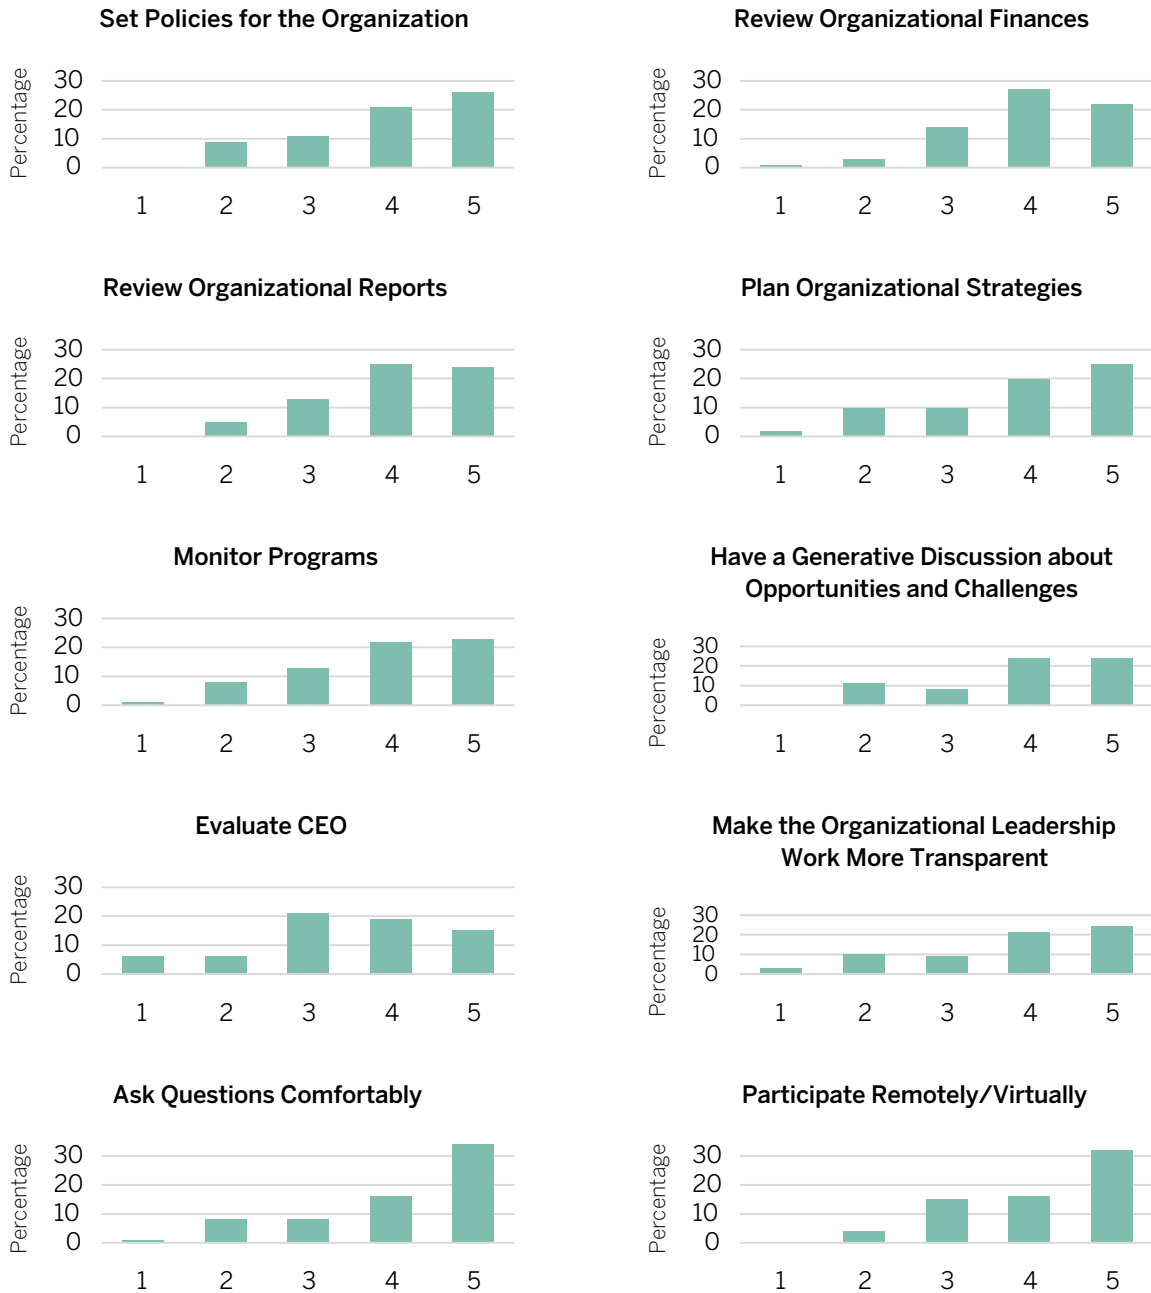 Set Policies for the Organization
Percentage
30
20
10
0
1 2 3 4 5
Review Organizational Finances
Percentage
30
20
10
0
1 2 3 4 5
Review Organizational Reports
Percentage
30
20
10
0
1 2 3 4 5
Plan Organizational Strategies
Percentage
30
20
10
0
1 2 3 4 5
Monitor Programs
Percentage
30
20
10
0
1 2 3 4 5
Have a Generative Discussion about
Opportunities and Challenges
Percentage
30
20
10
0
1 2 3 4 5
Evaluate CEO
Percentage
30
20
10
0
1 2 3 4 5
Make the Organizational Leadership
Work More Transparent
Percentage
30
20
10
0
1 2 3 4 5
Ask Questions Comfortably
Percentage
30
20
10
0
1 2 3 4 5
Participate Remotely/Virtually
Percentage
30
20
10
0
1 2 3 4 5